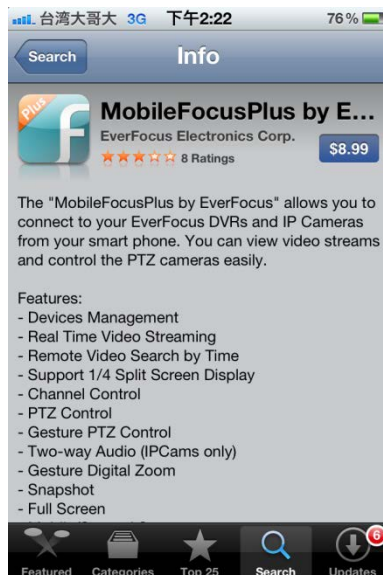 台湾大哥大 3G 下午2:22 76%
Search Info
Plus
f
MobileFocusPlus by E...
EverFocus Electronics Corp.
8 Ratings
$8.99
The "MobileFocusPlus by EverFocus" allows you to
connect to your EverFocus DVRs and IP Cameras
from your smart phone. You can view video streams
and control the PTZ cameras easily.
Features:
- Devices Management
- Real Time Video Streaming
- Remote Video Search by Time
- Support 1/4 Split Screen Display
- Channel Control
- PTZ Control
- Gesture PTZ Control
- Two-way Audio (IPCams only)
- Gesture Digital Zoom
- Snapshot
- Full Screen
6
Featured Categories Top 25 Search Updates